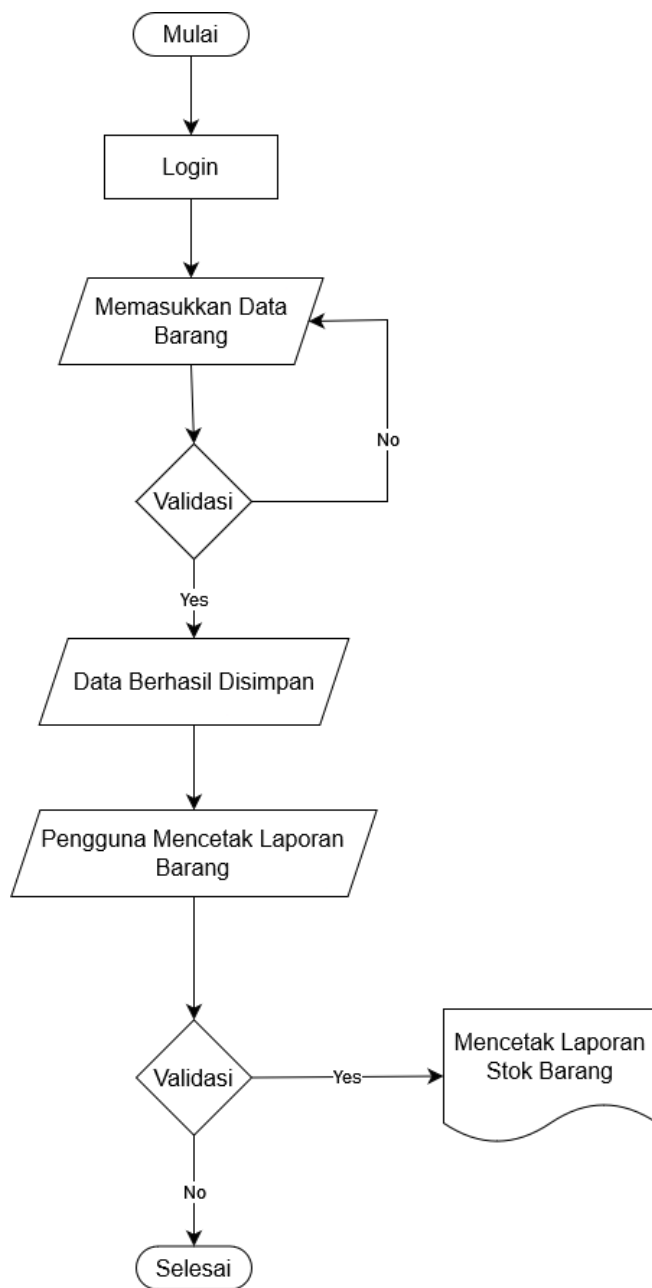 Mulai
Login
Memasukkan Data
Barang
No
Validasi
Yes
Data Berhasil Disimpan
Pengguna Mencetak Laporan
Barang
Mencetak Laporan
Stok Barang
Validasi
Yes
No
Selesai